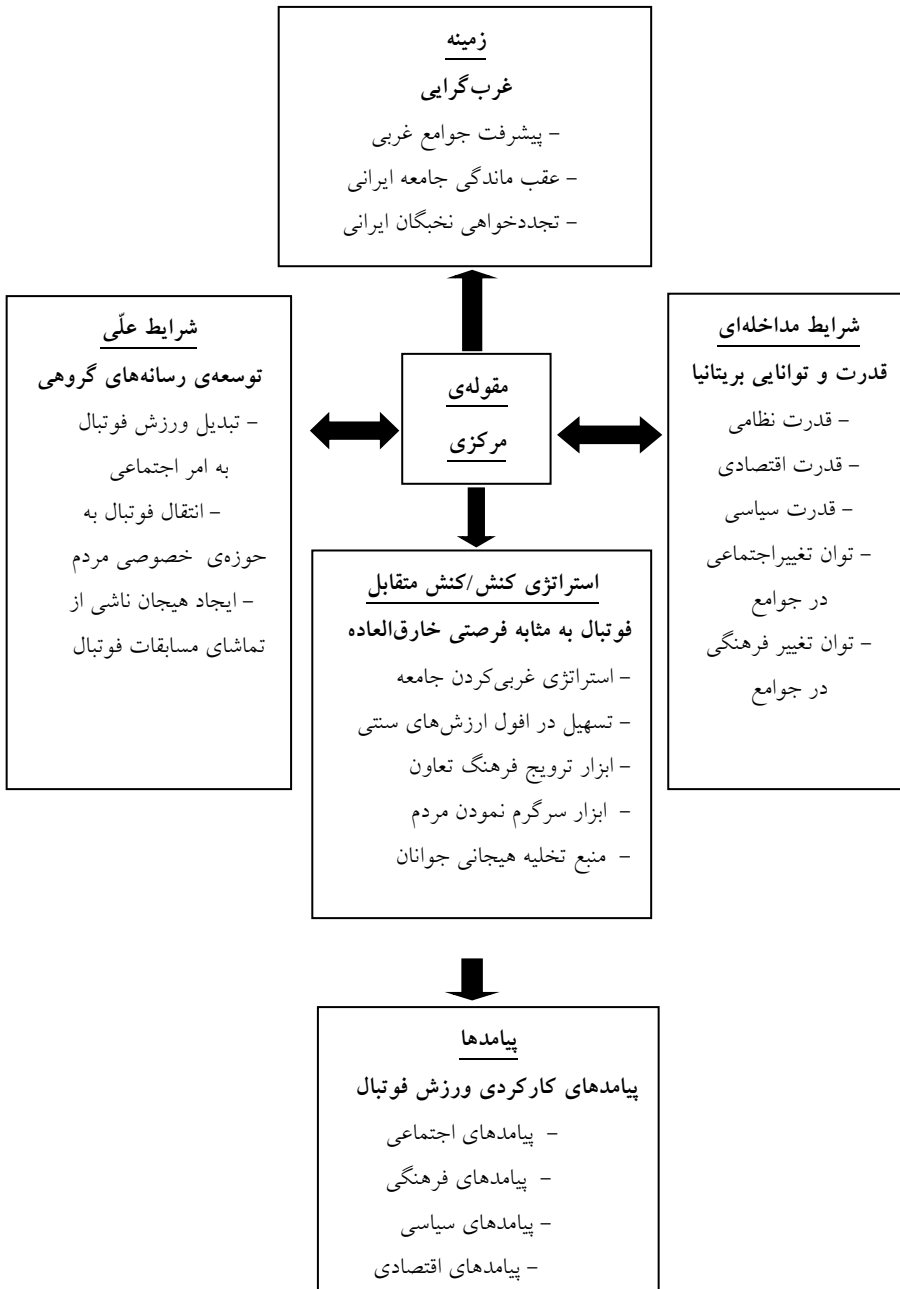 زمینه
غرب‌گرایی
- پیشرفت جوامع غربی
- عقب ماندگی جامعه ایرانی
- تجددخواهی نخبگان ایرانی
شرایط مداخله‌ای
قدرت و توانایی بریتانیا
- قدرت نظامی
- قدرت اقتصادی
- قدرت سیاسی
- توان تغییراجتماعی
در جوامع
- توان تغییر فرهنگی
در جوامع
مقوله‌ی
مرکزی
شرایط علّی
توسعه‌ی رسانه‌های گروهی
- تبدیل ورزش فوتبال
به امر اجتماعی
- انتقال فوتبال به
حوزه‌ی خصوصی مردم
- ایجاد هیجان ناشی از
تماشای مسابقات فوتبال
استراتژی کنش/کنش متقابل
فوتبال به مثابه فرصتی خارق‌العاده
- استراتژی غربی‌کردن جامعه
- تسهیل در افول ارزش‌های سنتی
- ابزار ترویج فرهنگ تعاون
- ابزار سرگرم نمودن مردم
- منبع تخلیه هیجانی جوانان
پیامدها
پیامدهای کارکردی ورزش فوتبال
- پیامدهای اجتماعی
- پیامدهای فرهنگی
- پیامدهای سیاسی
- پیامدهای اقتصادی